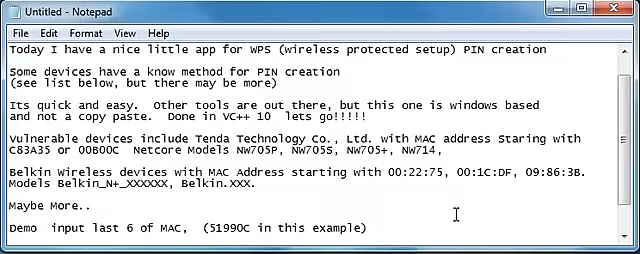 Untitled - Notepad
File Edit Format View Help
Today I have a nice little app for WPS (wireless protected setup) PIN creation
Some devices have a know method for PIN creation
(see list below, but there may be more)
Its quick and easy. Other tools are out there, but this one is windows based
and not a copy paste. Done in VC++ 10 lets go!!!!!
Vulnerable devices include Tenda Technology Co., Ltd. with MAC address Staring with
C83A35 or 00B00C Netcore Models NW705P, NW705S, NW705+, NW714,
Belkin Wireless devices with MAC Address starting with 00:22:75, 00:1C:DF, 09:86:3B.
Models Belkin_N+_XXXXXX, Belkin.XXX.
Maybe More..
Demo input last 6 of MAC, (51990C in this example)